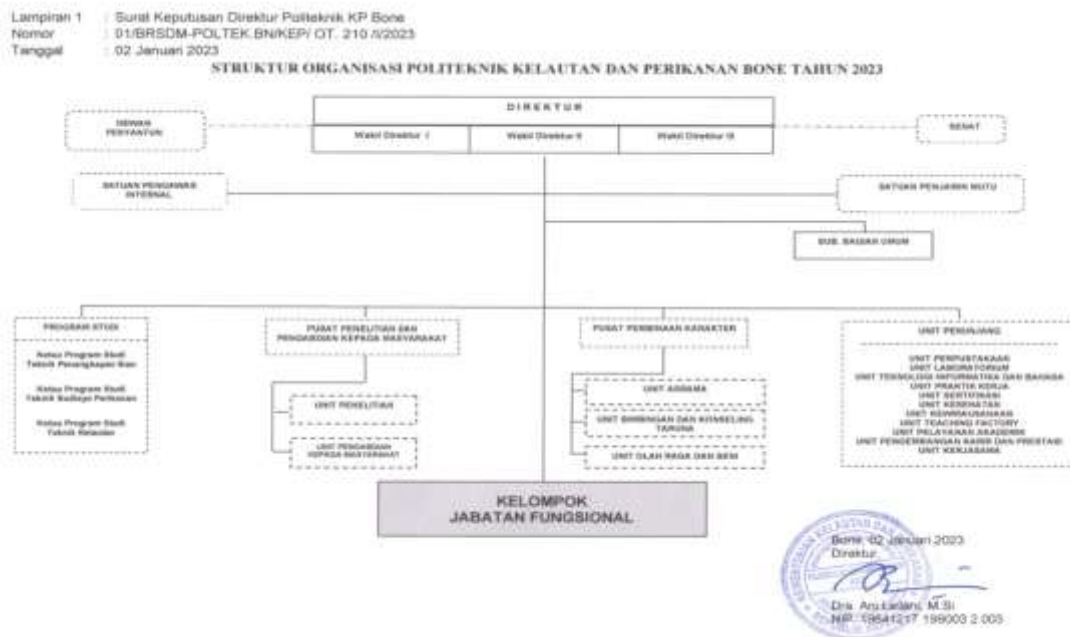 Lampiran 1 : Surat Keputusan Direktur Politeknik KP Bone
Nomor : 01/BRSDM-POLTEK.BN/KEP/ OT. 210 /I/2023
Tanggal : 02 Januari 2023
STRUKTUR ORGANISASI POLITEKNIK KELAUTAN DAN PERIKANAN BONE TAHUN 2023
DIREKTUR
DEWAN
PENYANTUN
Wakil Direktur I
Wakil Direktur II
Wakil Direktur III
SENAT
SATUAN PENGAWAS
INTERNAL
SATUAN PENJAMIN MUTU
SUB. BAGIAN UMUM
PROGRAM STUDI
Ketua Program Studi
Teknik Penangkapan Ikan
Ketua Program Studi
Teknik Budidaya Perikanan
Ketua Program Studi
Teknik Kelautan
PUSAT PENELITIAN DAN
PENGABDIAN KEPADA MASYARAKAT
UNIT PENELITIAN
UNIT PENGABDIAN
KEPADA MASYARAKAT
PUSAT PEMBINAAN KARAKTER
UNIT ASRAMA
UNIT BIMBINGAN DAN KONSELING
TARUNA
UNIT OLAH RAGA DAN SENI
UNIT PENUNJANG
UNIT PERPUSTAKAAN
UNIT LABORATORIUM
UNIT TEKNOLOGI INFORMATIKA DAN BAHASA
UNIT PRAKTIK KERJA
UNIT SERTIFIKASI
UNIT KESEHATAN
UNIT KEWIRAUSAHAAN
UNIT TEACHING FACTORY
UNIT PELAYANAN AKADEMIK
UNIT PENGEMBANGAN KARIR DAN PRESTASI
UNIT KERJASAMA
KELOMPOK
JABATAN FUNGSIONAL
Bone, 02 Januari 2023
Direktur
M.Si
NIP.